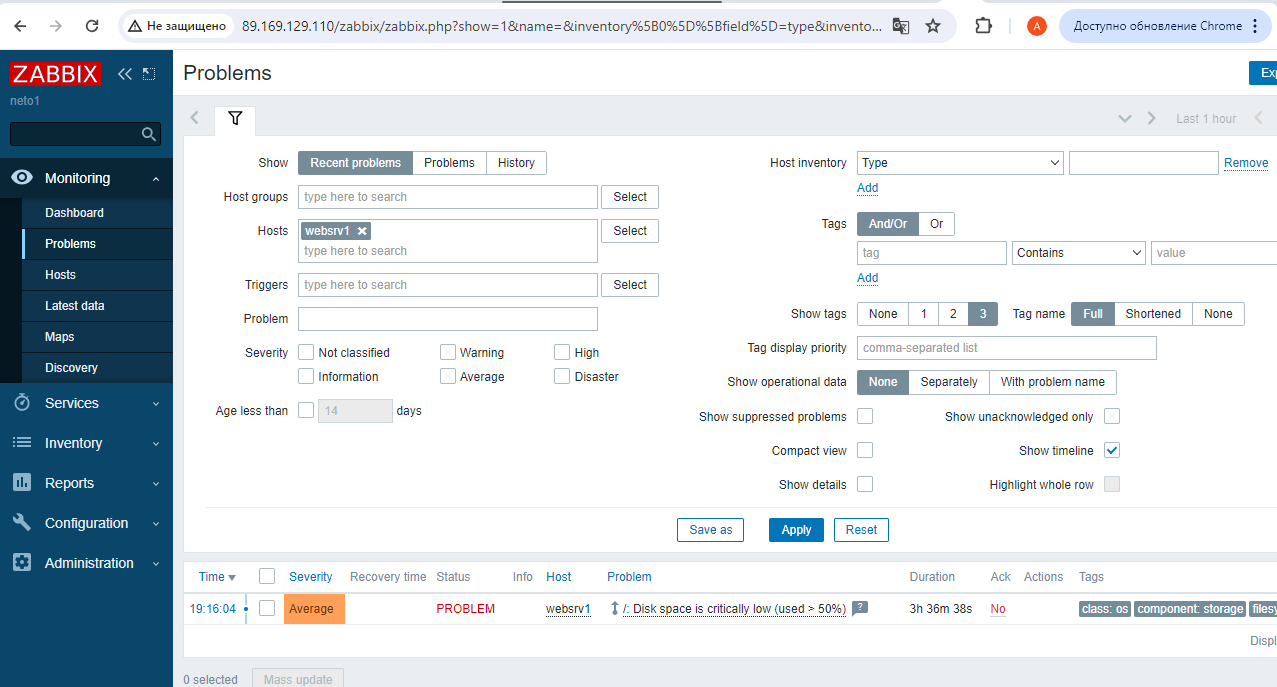 Не защищено
89.169.129.110/zabbix/zabbix.php?show=1&name=&inventory%5B0%5D%5Bfield%5D=type&invento...
A
Доступно обновление Chrome
ZABBIX
neto1
Monitoring
Dashboard
Problems
Hosts
Latest data
Maps
Discovery
Services
Inventory
Reports
Configuration
Administration
Problems
Exp
Last 1 hour
Show Recent problems Problems History
Host groups type here to search Select
Hosts websrv1 Select
type here to search
Triggers type here to search Select
Problem
Severity Not classified Warning High
Information Average Disaster
Age less than 14 days
Host inventory Type Remove
Add
Tags And/Or Or
tag Contains value
Add
Show tags None 1 2 3 Tag name Full Shortened None
Tag display priority comma-separated list
Show operational data None Separately With problem name
Show suppressed problems Show unacknowledged only
Compact view Show timeline
Show details Highlight whole row
Save as Apply Reset
Time Severity Recovery time Status Info Host Problem Duration Ack Actions Tags
19:16:04 Average PROBLEM websrv1 /: Disk space is critically low (used > 50%) ? 3h 36m 38s No class: os component: storage filesy
Displ
0 selected Mass update